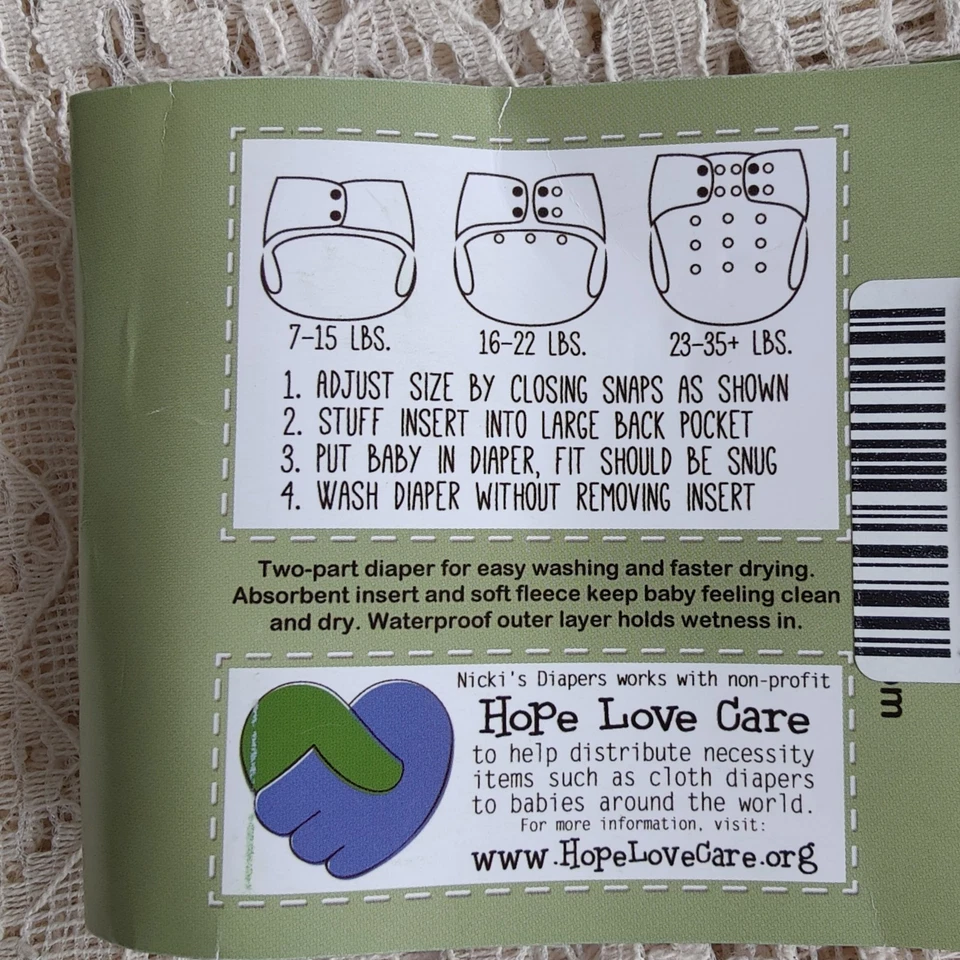 7-15 LBS.
16-22 LBS.
23-35+ LBS.
1. ADJUST SIZE BY CLOSING SNAPS AS SHOWN
2. STUFF INSERT INTO LARGE BACK POCKET
3. PUT BABY IN DIAPER, FIT SHOULD BE SNUG
4. WASH DIAPER WITHOUT REMOVING INSERT
Two-part diaper for easy washing and faster drying.
Absorbent insert and soft fleece keep baby feeling clean
and dry. Waterproof outer layer holds wetness in.
Nicki's Diapers works with non-profit
Hope Love Care
to help distribute necessity
items such as cloth diapers
to babies around the world.
For more information, visit:
www.HopeLoveCare.org
om